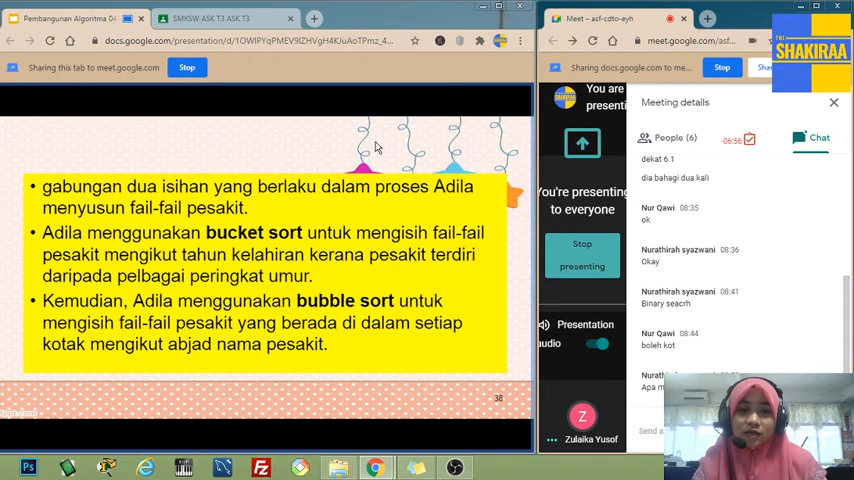 Pembangunan Algoritma 04
SMKSW ASK T3 ASK T3
Meet – asf-cdto-eyh
docs.google.com/presentation/d/1OWIPYqPMEV9IZHVgH4KJuAoTPmz_4...
meet.google.com/asf
Sharing this tab to meet.google.com
Stop
Sharing docs.google.com to me...
Stop
THE
SHAKIRAA
gabungan dua isihan yang berlaku dalam proses Adila
menyusun fail-fail pesakit.
Adila menggunakan bucket sort untuk mengisih fail-fail
pesakit mengikut tahun kelahiran kerana pesakit terdiri
daripada pelbagai peringkat umur.
Kemudian, Adila menggunakan bubble sort untuk
mengisih fail-fail pesakit yang berada di dalam setiap
kotak mengikut abjad nama pesakit.
38
You are
presenti
You're presenting
to everyone
Stop
presenting
Presentation
audio
Z
Zulaika Yusof
Meeting details
People (6)
-06:56
Chat
dekat 6.1
dia bahagi dua kali
Nur Qawi 08:35
ok
Nurathirah syazwani 08:36
Okay
Nurathirah syazwani 08:41
Binary seacrh
Nur Qawi 08:44
boleh kot
Nurathirah
Apa m
Send a
Ps